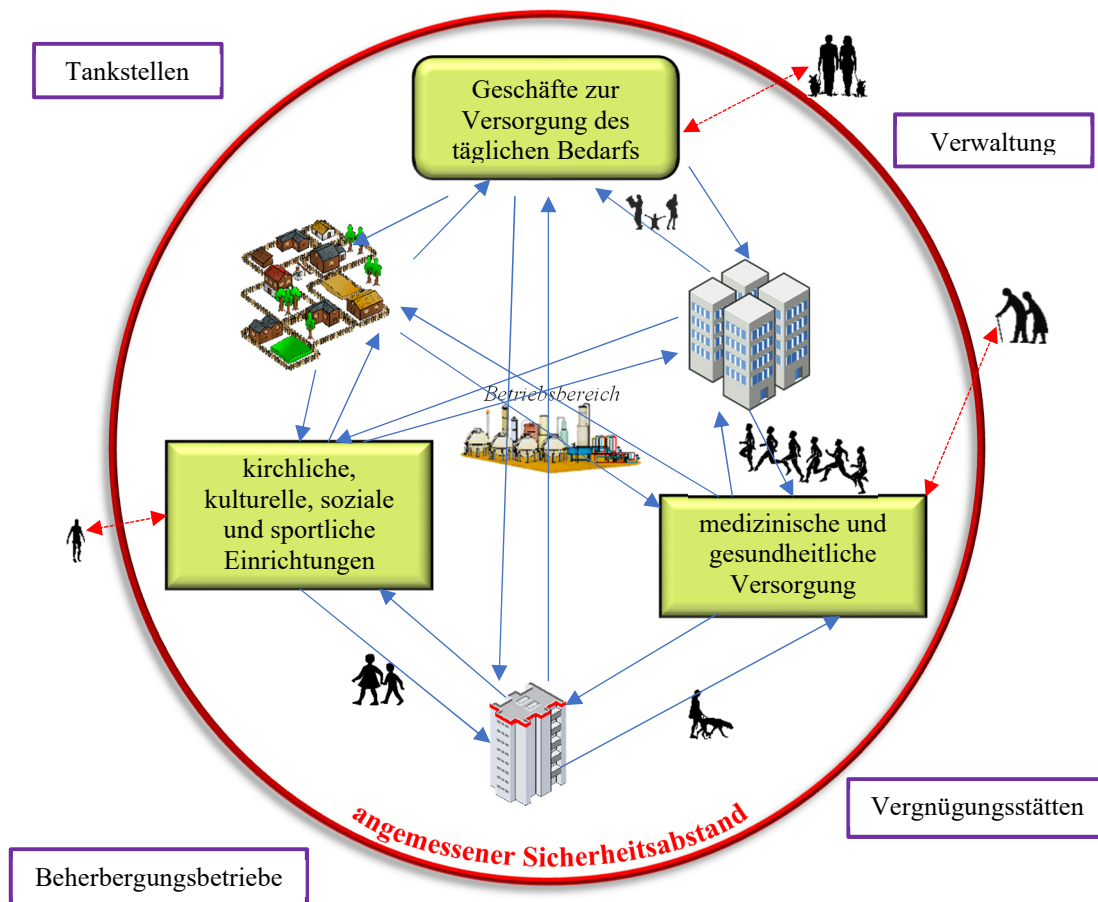 Tankstellen
Geschäfte zur
Versorgung des
täglichen Bedarfs
Verwaltung
Betriebsbereich
kirchliche,
kulturelle, soziale
und sportliche
Einrichtungen
medizinische und
gesundheitliche
Versorgung
angemessener Sicherheitsabstand
Vergnügungsstätten
Beherbergungsbetriebe